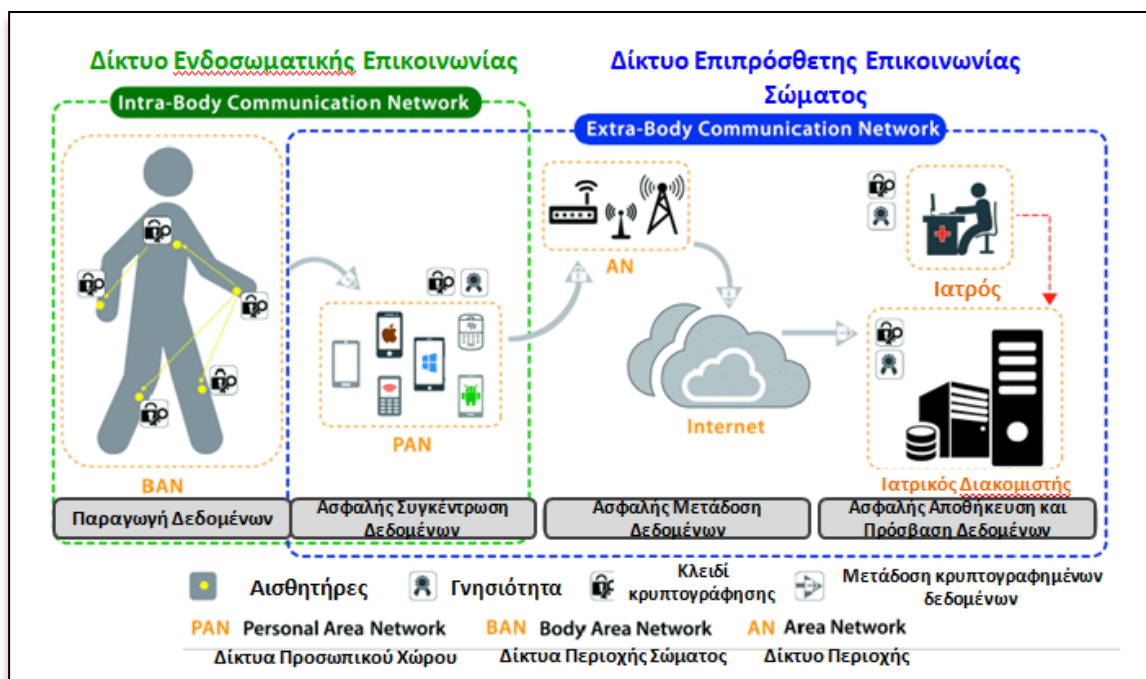 Δίκτυο Ενδοσωματικής Επικοινωνίας
Δίκτυο Επιπρόσθετης Επικοινωνίας
Σώματος
Intra-Body Communication Network
Extra-Body Communication Network
AN
Ιατρός
PAN
Internet
BAN
Ιατρικός Διακομιστής
Παραγωγή Δεδομένων
Ασφαλής Συγκέντρωση
Δεδομένων
Ασφαλής Μετάδοση
Δεδομένων
Ασφαλής Αποθήκευση και
Πρόσβαση Δεδομένων
Αισθητήρες
Γνησιότητα
Κλειδί
κρυπτογράφησης
Μετάδοση κρυπτογραφημένων
δεδομένων
PAN Personal Area Network BAN Body Area Network AN Area Network
Δίκτυα Προσωπικού Χώρου Δίκτυα Περιοχής Σώματος Δίκτυο Περιοχής